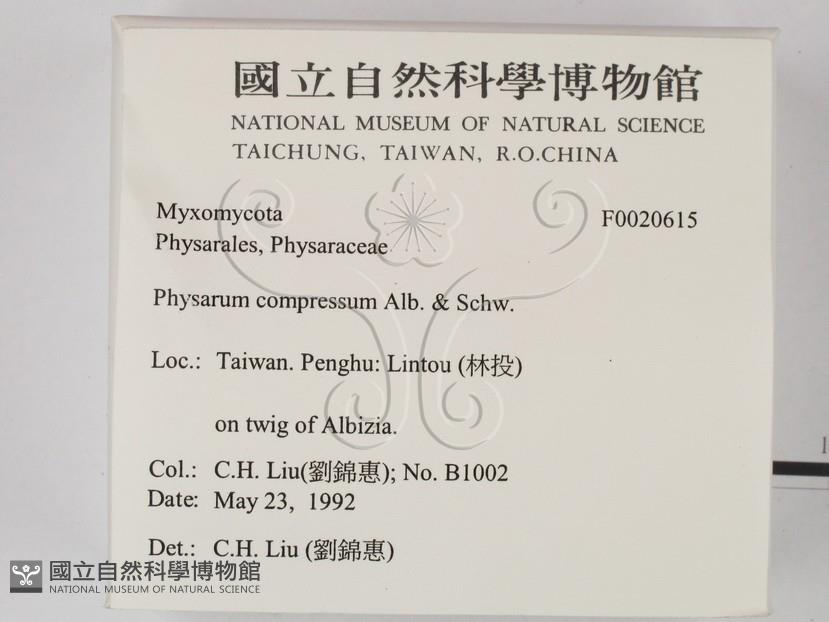 國立自然科學博物館
NATIONAL MUSEUM OF NATURAL SCIENCE
TAICHUNG, TAIWAN, R.O.CHINA
Myxomycota F0020615
Physarales, Physaraceae
Physarum compressum Alb. & Schw.
Loc.: Taiwan. Penghu: Lintou (林投)
on twig of Albizia.
Col.: C.H. Liu(劉錦惠); No. B1002
Date: May 23, 1992
Det.: C.H. Liu (劉錦惠)
國立自然科學博物館
NATIONAL MUSEUM OF NATURAL SCIENCE